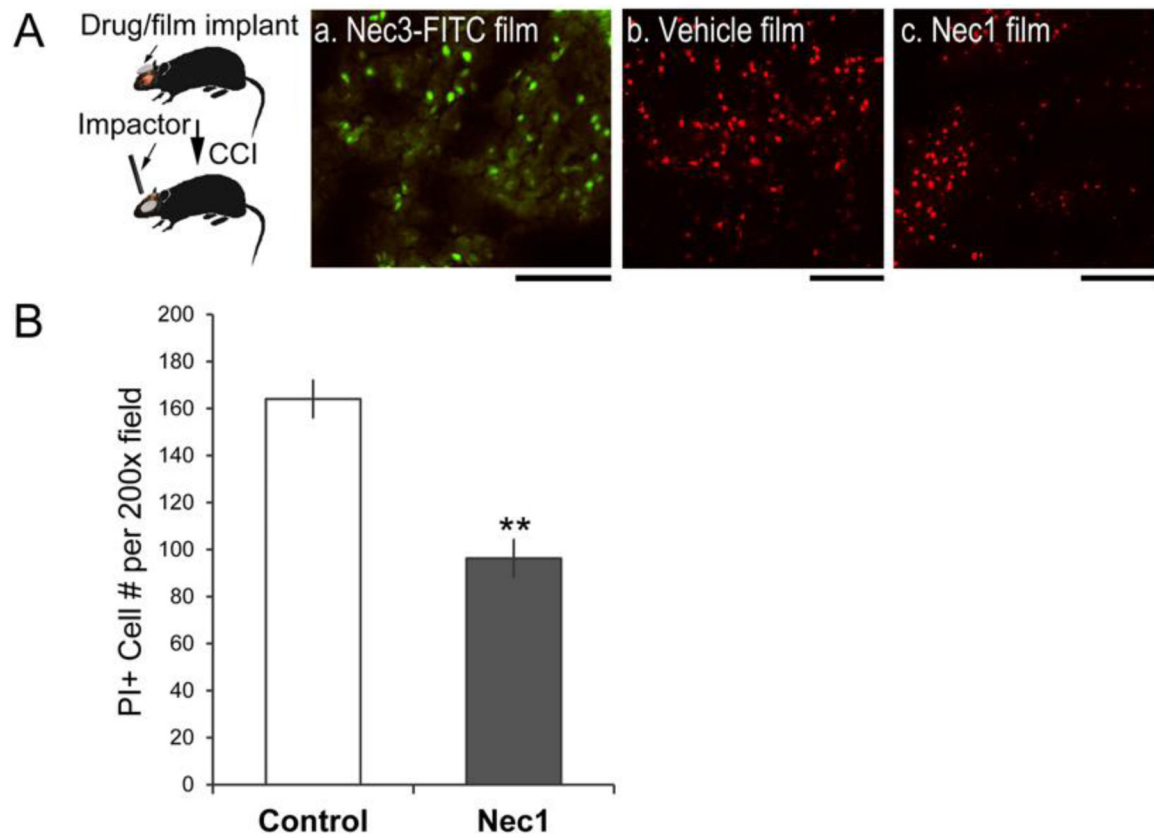 A
Drug/film implant
Impactor
CCI
a. Nec3-FITC film
b. Vehicle film
c. Nec1 film
B
PI+ Cell # per 200x field
200
180
160
140
120
100
80
60
40
20
0
**
Control
Nec1